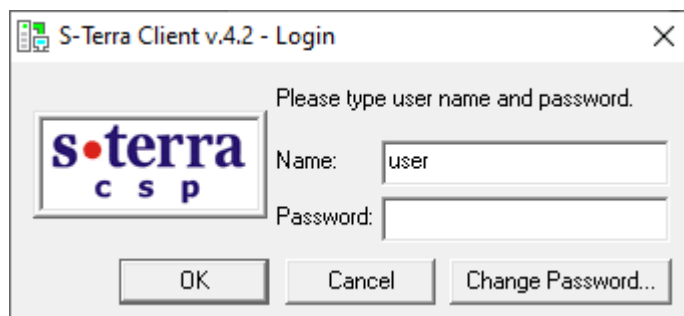 S-Terra Client v.4.2 - Login
Please type user name and password.
s•terra
c s p
Name: user
Password:
OK Cancel Change Password...